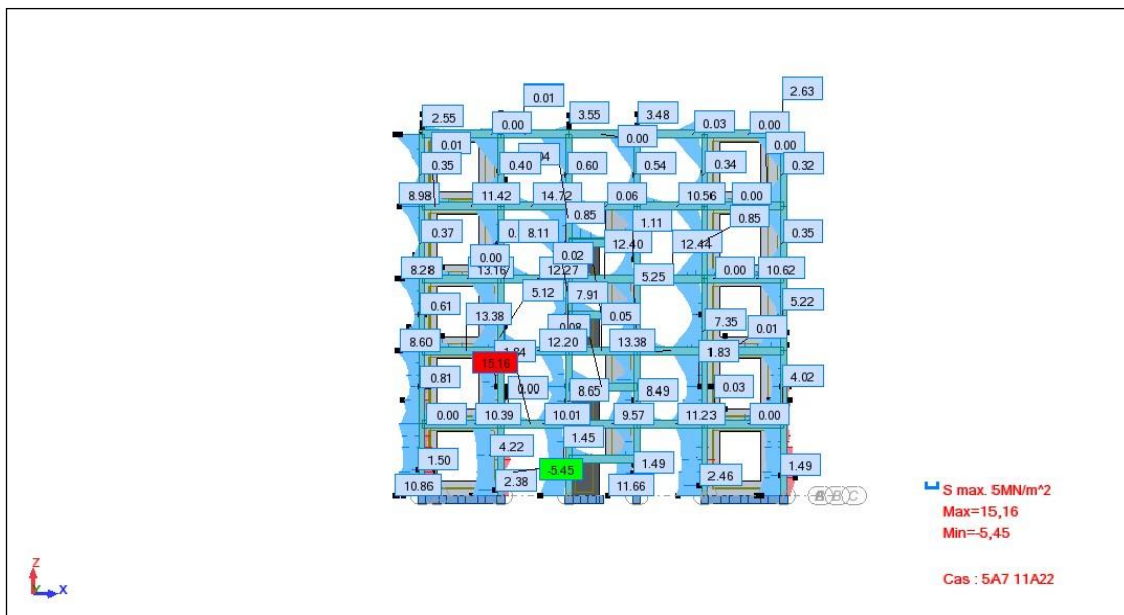 2.63
0.01
2.55 0.00 3.55 3.48 0.03 0.00
0.01 0.00 0.00
0.35 0.40 0.60 0.54 0.34 0.32
8.98 11.42 14.72 0.06 10.56 0.00
0.85 1.11 0.85
0.37 8.11 12.40 12.44 0.35
0.00 0.02
8.28 13.16 12.27 5.25 0.00 10.62
5.12 7.91 5.22
0.61 13.38 0.05 7.35 0.01
8.60 12.20 13.38 1.83
15.16
0.81 0.00 8.65 8.49 0.03 4.02
0.00 10.39 10.01 9.57 11.23 0.00
4.22 1.45
1.50 -5.45 1.49 1.49
10.86 2.38 11.66 2.46
C
S max. 5MN/m^2
Max=15,16
Min=-5,45
Cas : 5A7 11A22
Z
X